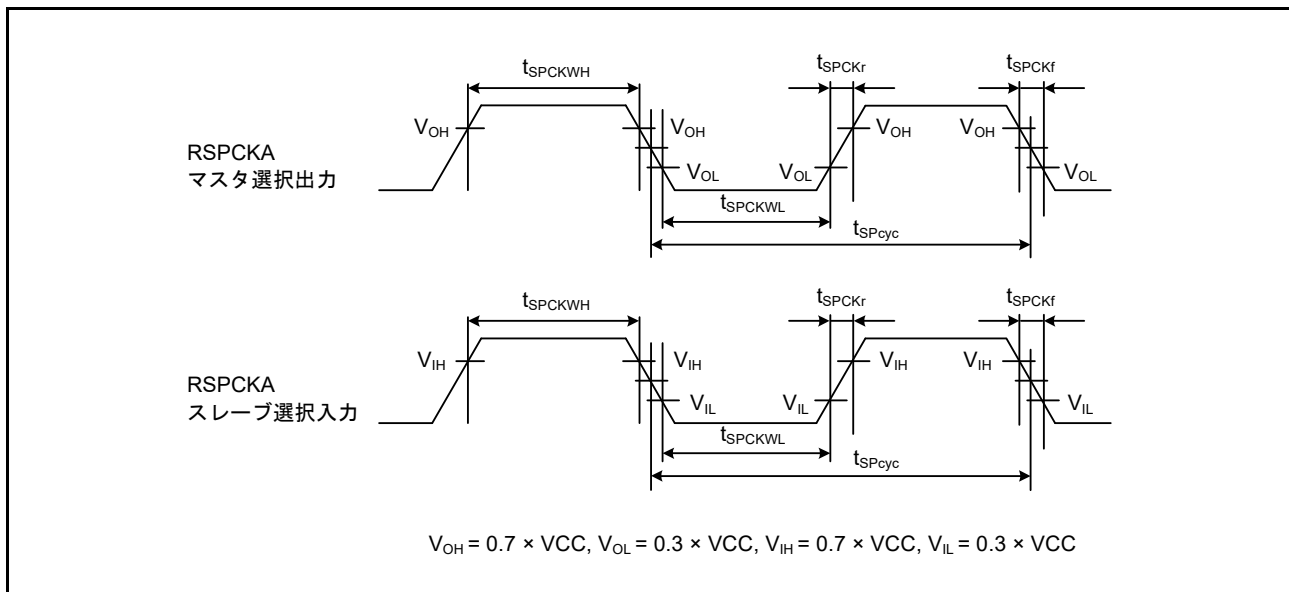 tSPCKWH
tSPCKr
tSPCKf
VOH
VOH
VOH
VOH
RSPCKA
マスタ選択出力
VOL
VOL
VOL
tSPCKWL
tSPcyc
tSPCKWH
tSPCKr
tSPCKf
VIH
VIH
VIH
VIH
RSPCKA
スレーブ選択入力
VIL
VIL
VIL
tSPCKWL
tSPcyc
VOH = 0.7 × VCC, VOL = 0.3 × VCC, VIH = 0.7 × VCC, VIL = 0.3 × VCC